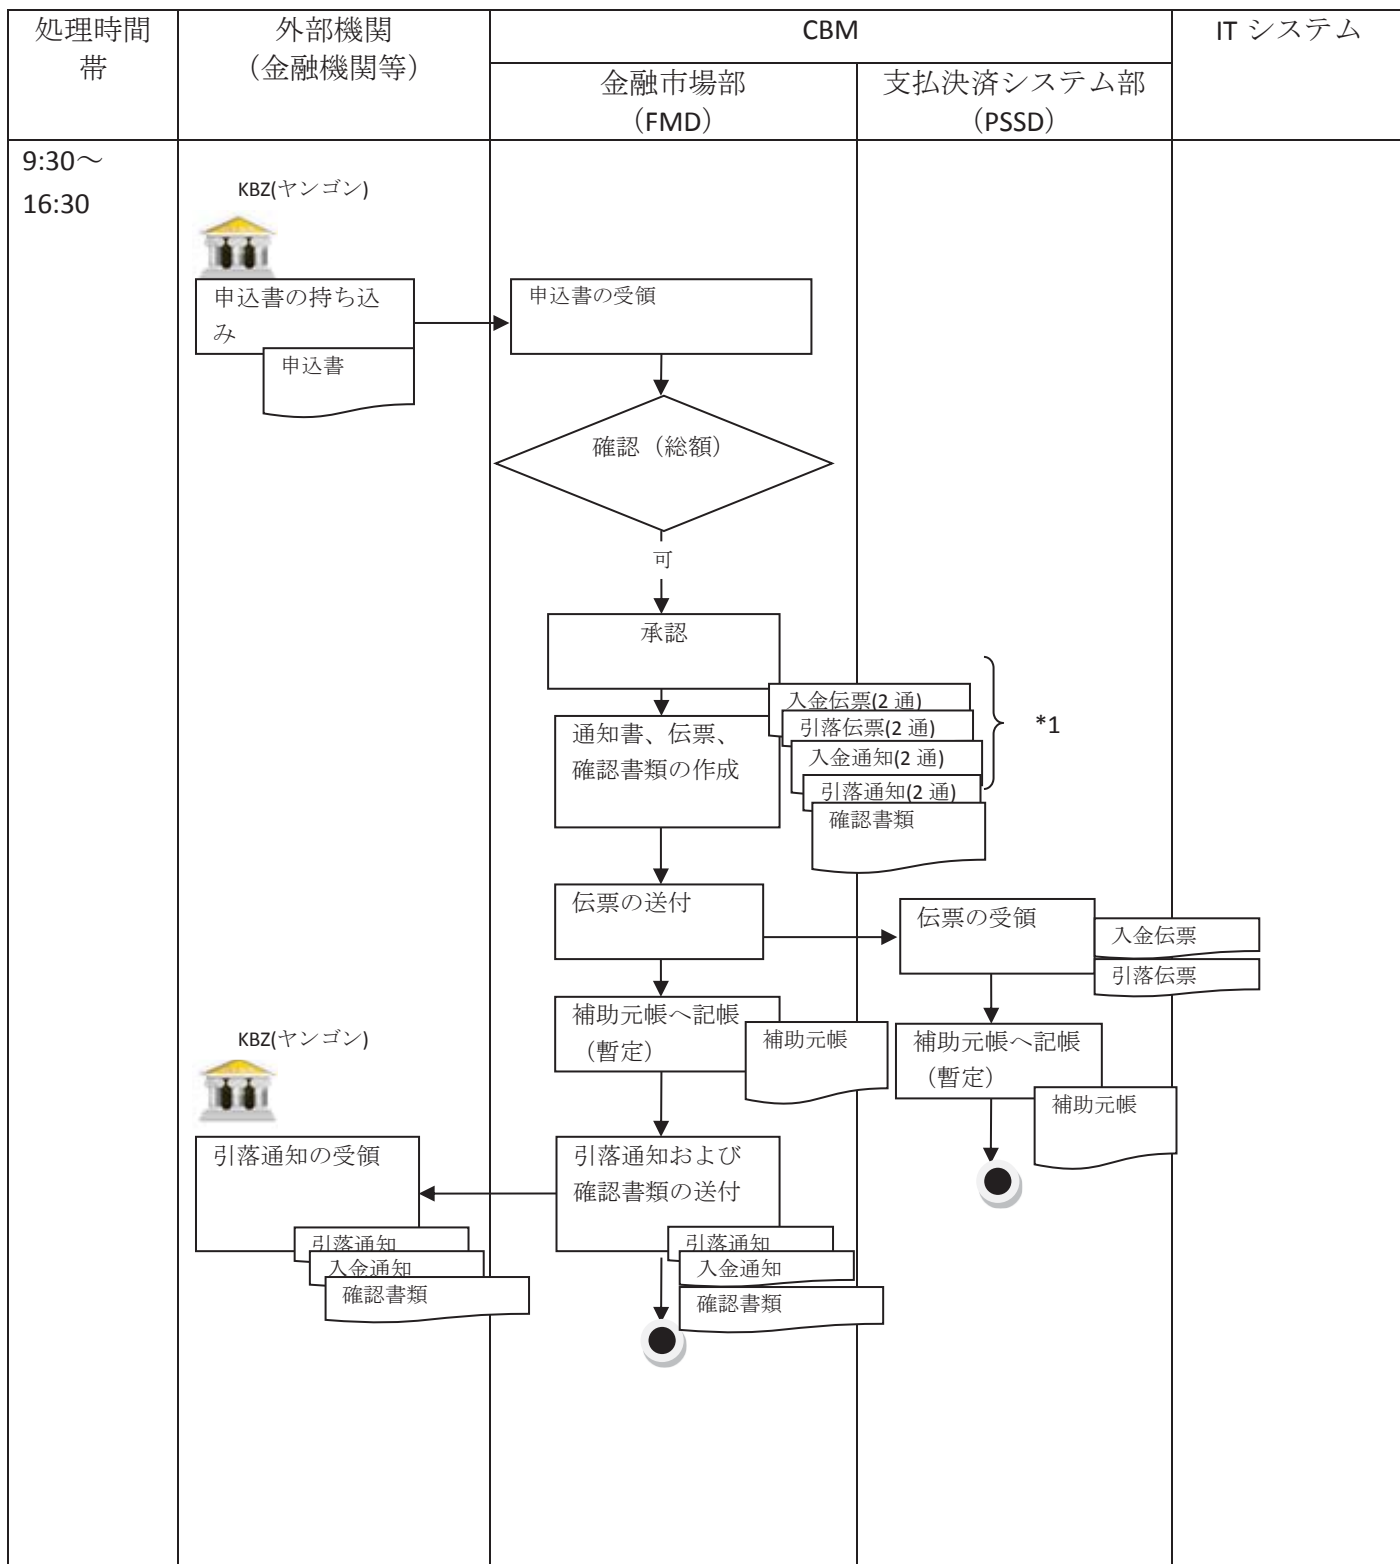 処理時間
帯
外部機関
（金融機関等）
CBM
IT システム
金融市場部
（FMD）
支払決済システム部
（PSSD）
9:30～
16:30
KBZ(ヤンゴン)
申込書の持ち込
み
申込書
申込書の受領
確認（総額）
可
承認
通知書、伝票、
確認書類の作成
入金伝票(2 通)
引落伝票(2 通)
入金通知(2 通)
引落通知(2 通)
確認書類
*1
伝票の送付
伝票の受領
入金伝票
引落伝票
補助元帳へ記帳
（暫定）
補助元帳
補助元帳へ記帳
（暫定）
補助元帳
KBZ(ヤンゴン)
引落通知の受領
引落通知
入金通知
確認書類
引落通知および
確認書類の送付
引落通知
入金通知
確認書類